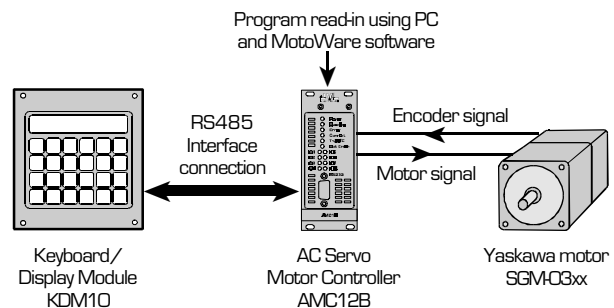 Program read-in using PC
and MotoWare software
RS485
Interface
connection
Encoder signal
Motor signal
Keyboard/
Display Module
KDM10
AC Servo
Motor Controller
AMC12B
Yaskawa motor
SGM-03xx